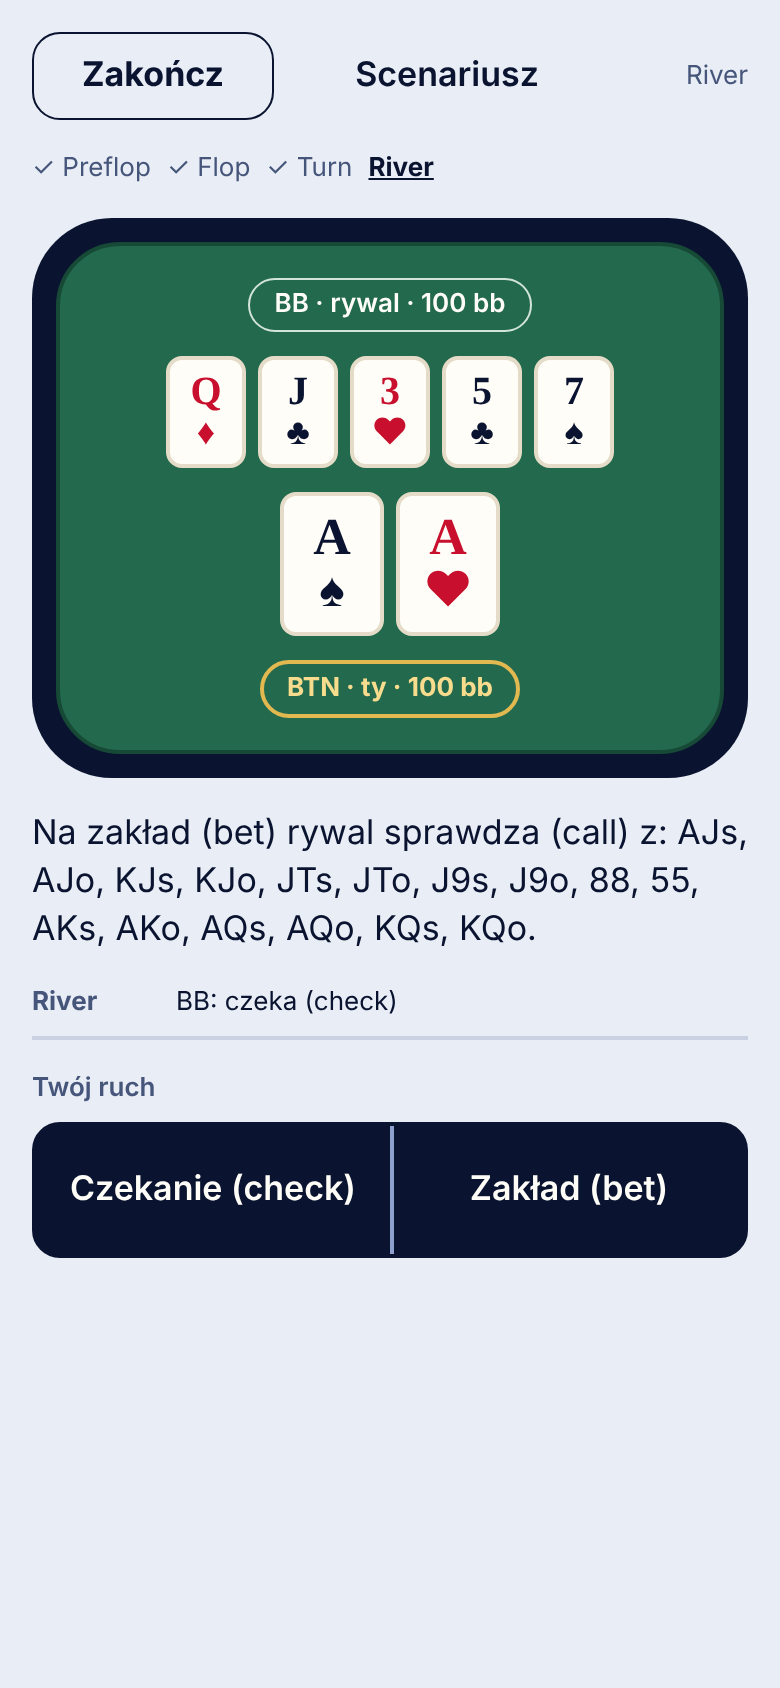 Zakończ Scenariusz River
✓ Preflop ✓ Flop ✓ Turn River
BB · rywal · 100 bb
Q J 3 5 7
♦ ♣ ♥ ♣ ♠
A A
♠ ♥
BTN · ty · 100 bb
Na zakład (bet) rywal sprawdza (call) z: AJs,
AJo, KJs, KJo, JTs, JTo, J9s, J9o, 88, 55,
AKs, AKo, AQs, AQo, KQs, KQo.
River BB: czeka (check)
Twój ruch
Czekanie (check) Zakład (bet)